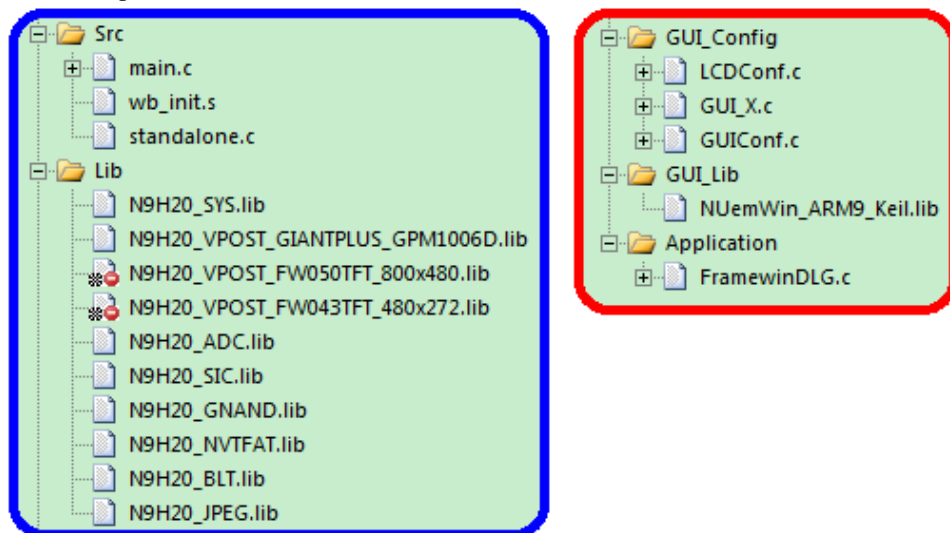 Src
main.c
wb_init.s
standalone.c
Lib
N9H20_SYS.lib
N9H20_VPOST_GIANTPLUS_GPM1006D.lib
N9H20_VPOST_FW050TFT_800x480.lib
N9H20_VPOST_FW043TFT_480x272.lib
N9H20_ADC.lib
N9H20_SIC.lib
N9H20_GNAND.lib
N9H20_NVTFAT.lib
N9H20_BLT.lib
N9H20_JPEG.lib
GUI_Config
LCDConf.c
GUI_X.c
GUIConf.c
GUI_Lib
NUemWin_ARM9_Keil.lib
Application
FramewinDLG.c